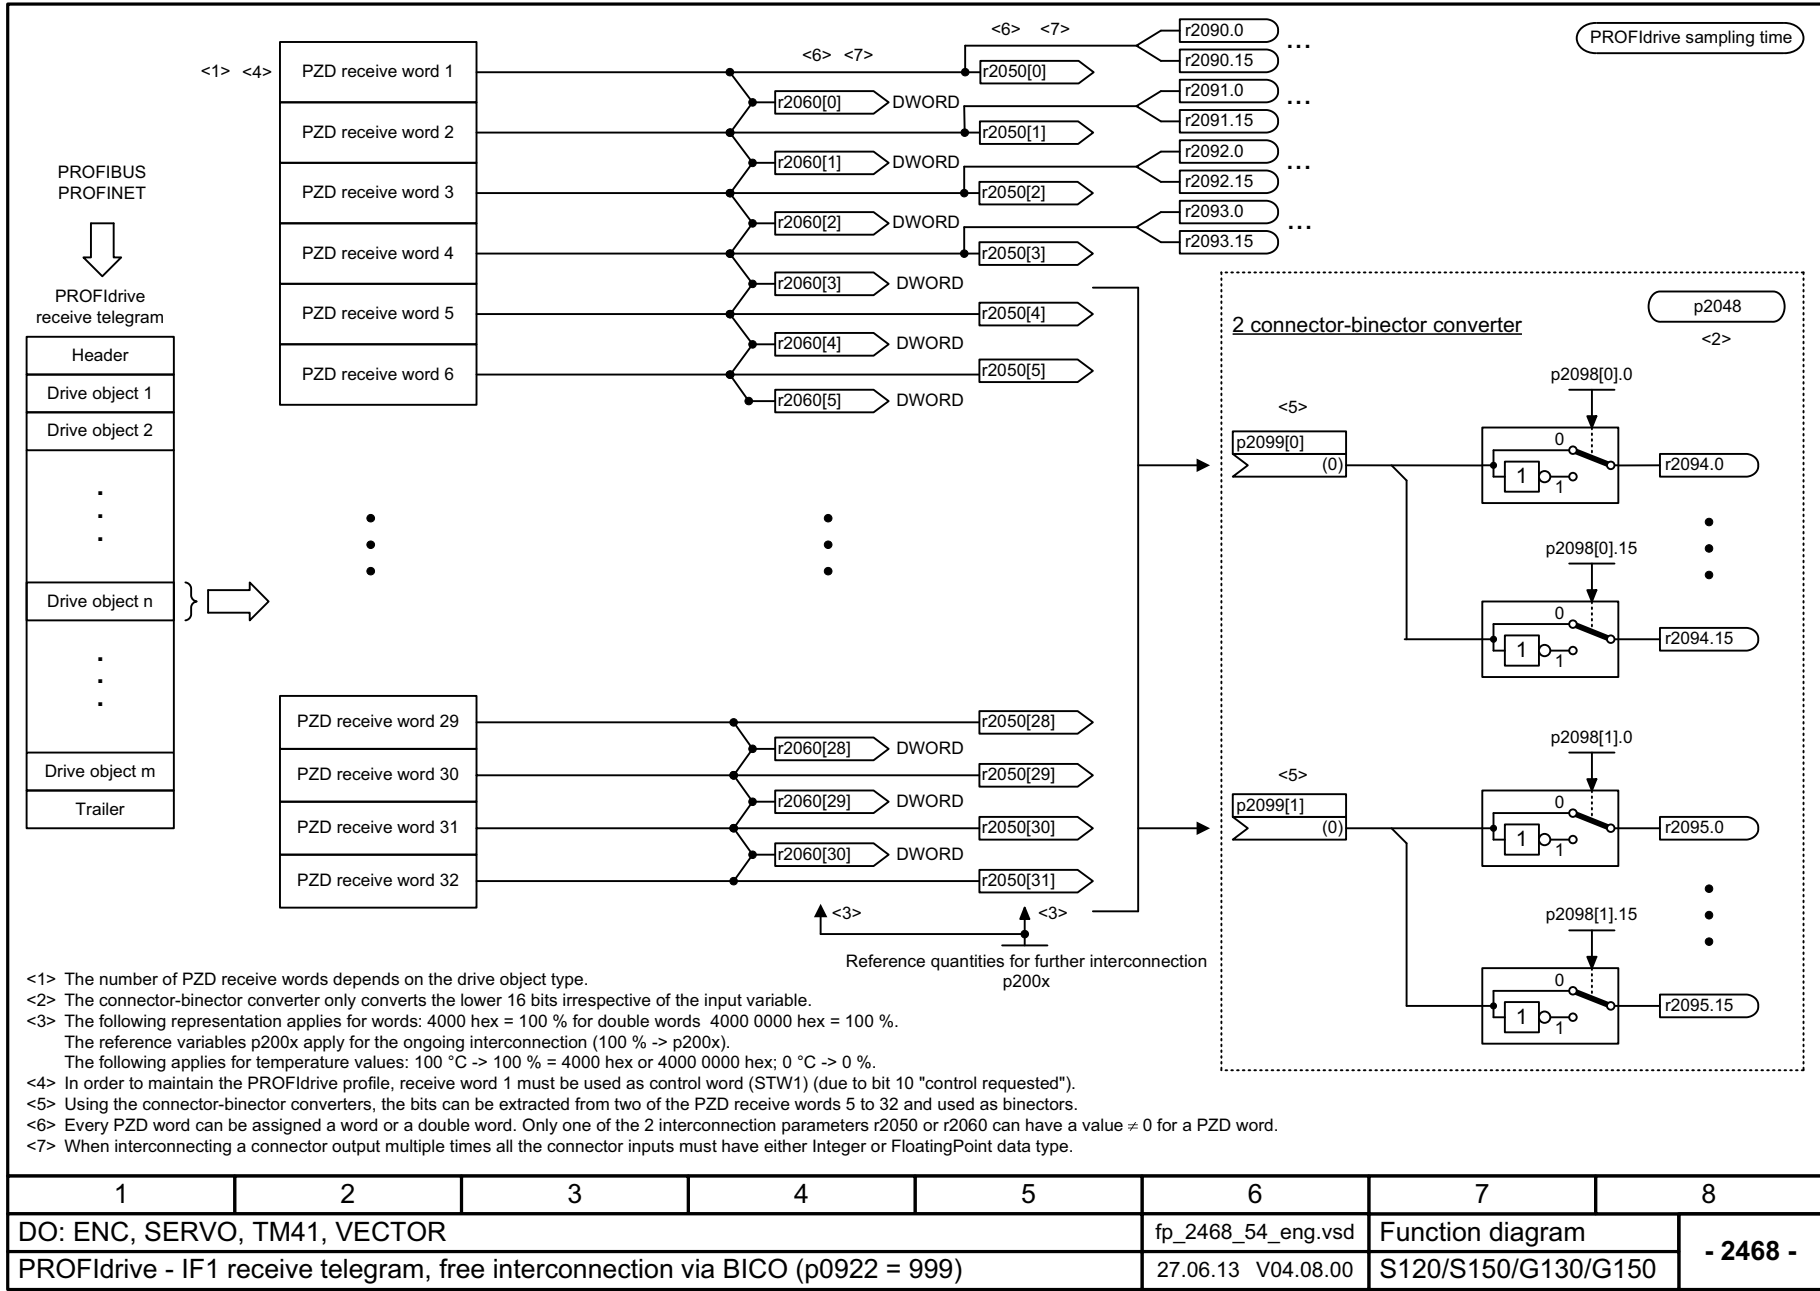 <1> <4>
PZD receive word 1
PZD receive word 2
PZD receive word 3
PZD receive word 4
PZD receive word 5
PZD receive word 6
<6> <7>
r2060[0] DWORD
r2060[1] DWORD
r2060[2] DWORD
r2060[3] DWORD
r2060[4] DWORD
r2060[5] DWORD
<6> <7>
r2050[0]
r2050[1]
r2050[2]
r2050[3]
r2050[4]
r2050[5]
r2090.0
...
r2090.15
r2091.0
...
r2091.15
r2092.0
...
r2092.15
r2093.0
...
r2093.15
PROFIdrive sampling time
PROFIBUS
PROFINET
PROFIdrive
receive telegram
Header
Drive object 1
Drive object 2
Drive object n
Drive object m
Trailer
PZD receive word 29
PZD receive word 30
PZD receive word 31
PZD receive word 32
r2060[28] DWORD
r2060[29] DWORD
r2060[30] DWORD
r2050[28]
r2050[29]
r2050[30]
r2050[31]
<3>
<3>
Reference quantities for further interconnection
p200x
2 connector-binector converter
p2048
<2>
<5>
p2099[0]
(0)
p2098[0].0
0
1
1
r2094.0
p2098[0].15
0
1
1
r2094.15
<5>
p2099[1]
(0)
p2098[1].0
0
1
1
r2095.0
p2098[1].15
0
1
1
r2095.15
<1> The number of PZD receive words depends on the drive object type.
<2> The connector-binector converter only converts the lower 16 bits irrespective of the input variable.
<3> The following representation applies for words: 4000 hex = 100 % for double words 4000 0000 hex = 100 %.
The reference variables p200x apply for the ongoing interconnection (100 % -> p200x).
The following applies for temperature values: 100 °C -> 100 % = 4000 hex or 4000 0000 hex; 0 °C -> 0 %.
<4> In order to maintain the PROFIdrive profile, receive word 1 must be used as control word (STW1) (due to bit 10 "control requested").
<5> Using the connector-binector converters, the bits can be extracted from two of the PZD receive words 5 to 32 and used as binectors.
<6> Every PZD word can be assigned a word or a double word. Only one of the 2 interconnection parameters r2050 or r2060 can have a value ≠ 0 for a PZD word.
<7> When interconnecting a connector output multiple times all the connector inputs must have either Integer or FloatingPoint data type.
1 2 3 4 5 6 7 8
DO: ENC, SERVO, TM41, VECTOR
fp_2468_54_eng.vsd
Function diagram
- 2468 -
PROFIdrive - IF1 receive telegram, free interconnection via BICO (p0922 = 999)
27.06.13 V04.08.00
S120/S150/G130/G150